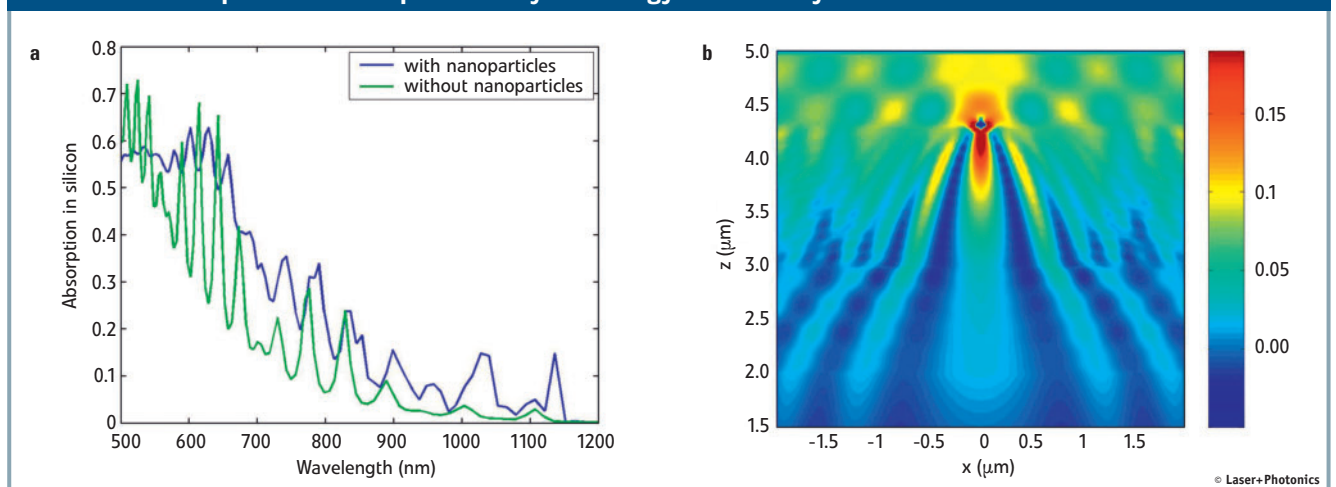 a
0.8
0.7
0.6
0.5
0.4
0.3
0.2
0.1
0
Absorption in silicon
with nanoparticles
without nanoparticles
500 600 700 800 900 1000 1100 1200
Wavelength (nm)
b
5.0
4.5
4.0
3.5
3.0
2.5
2.0
1.5
z (μm)
-1.5 -1 -0.5 0 0.5 1 1.5
x (μm)
0.15
0.1
0.05
0.00
© Laser+Photonics